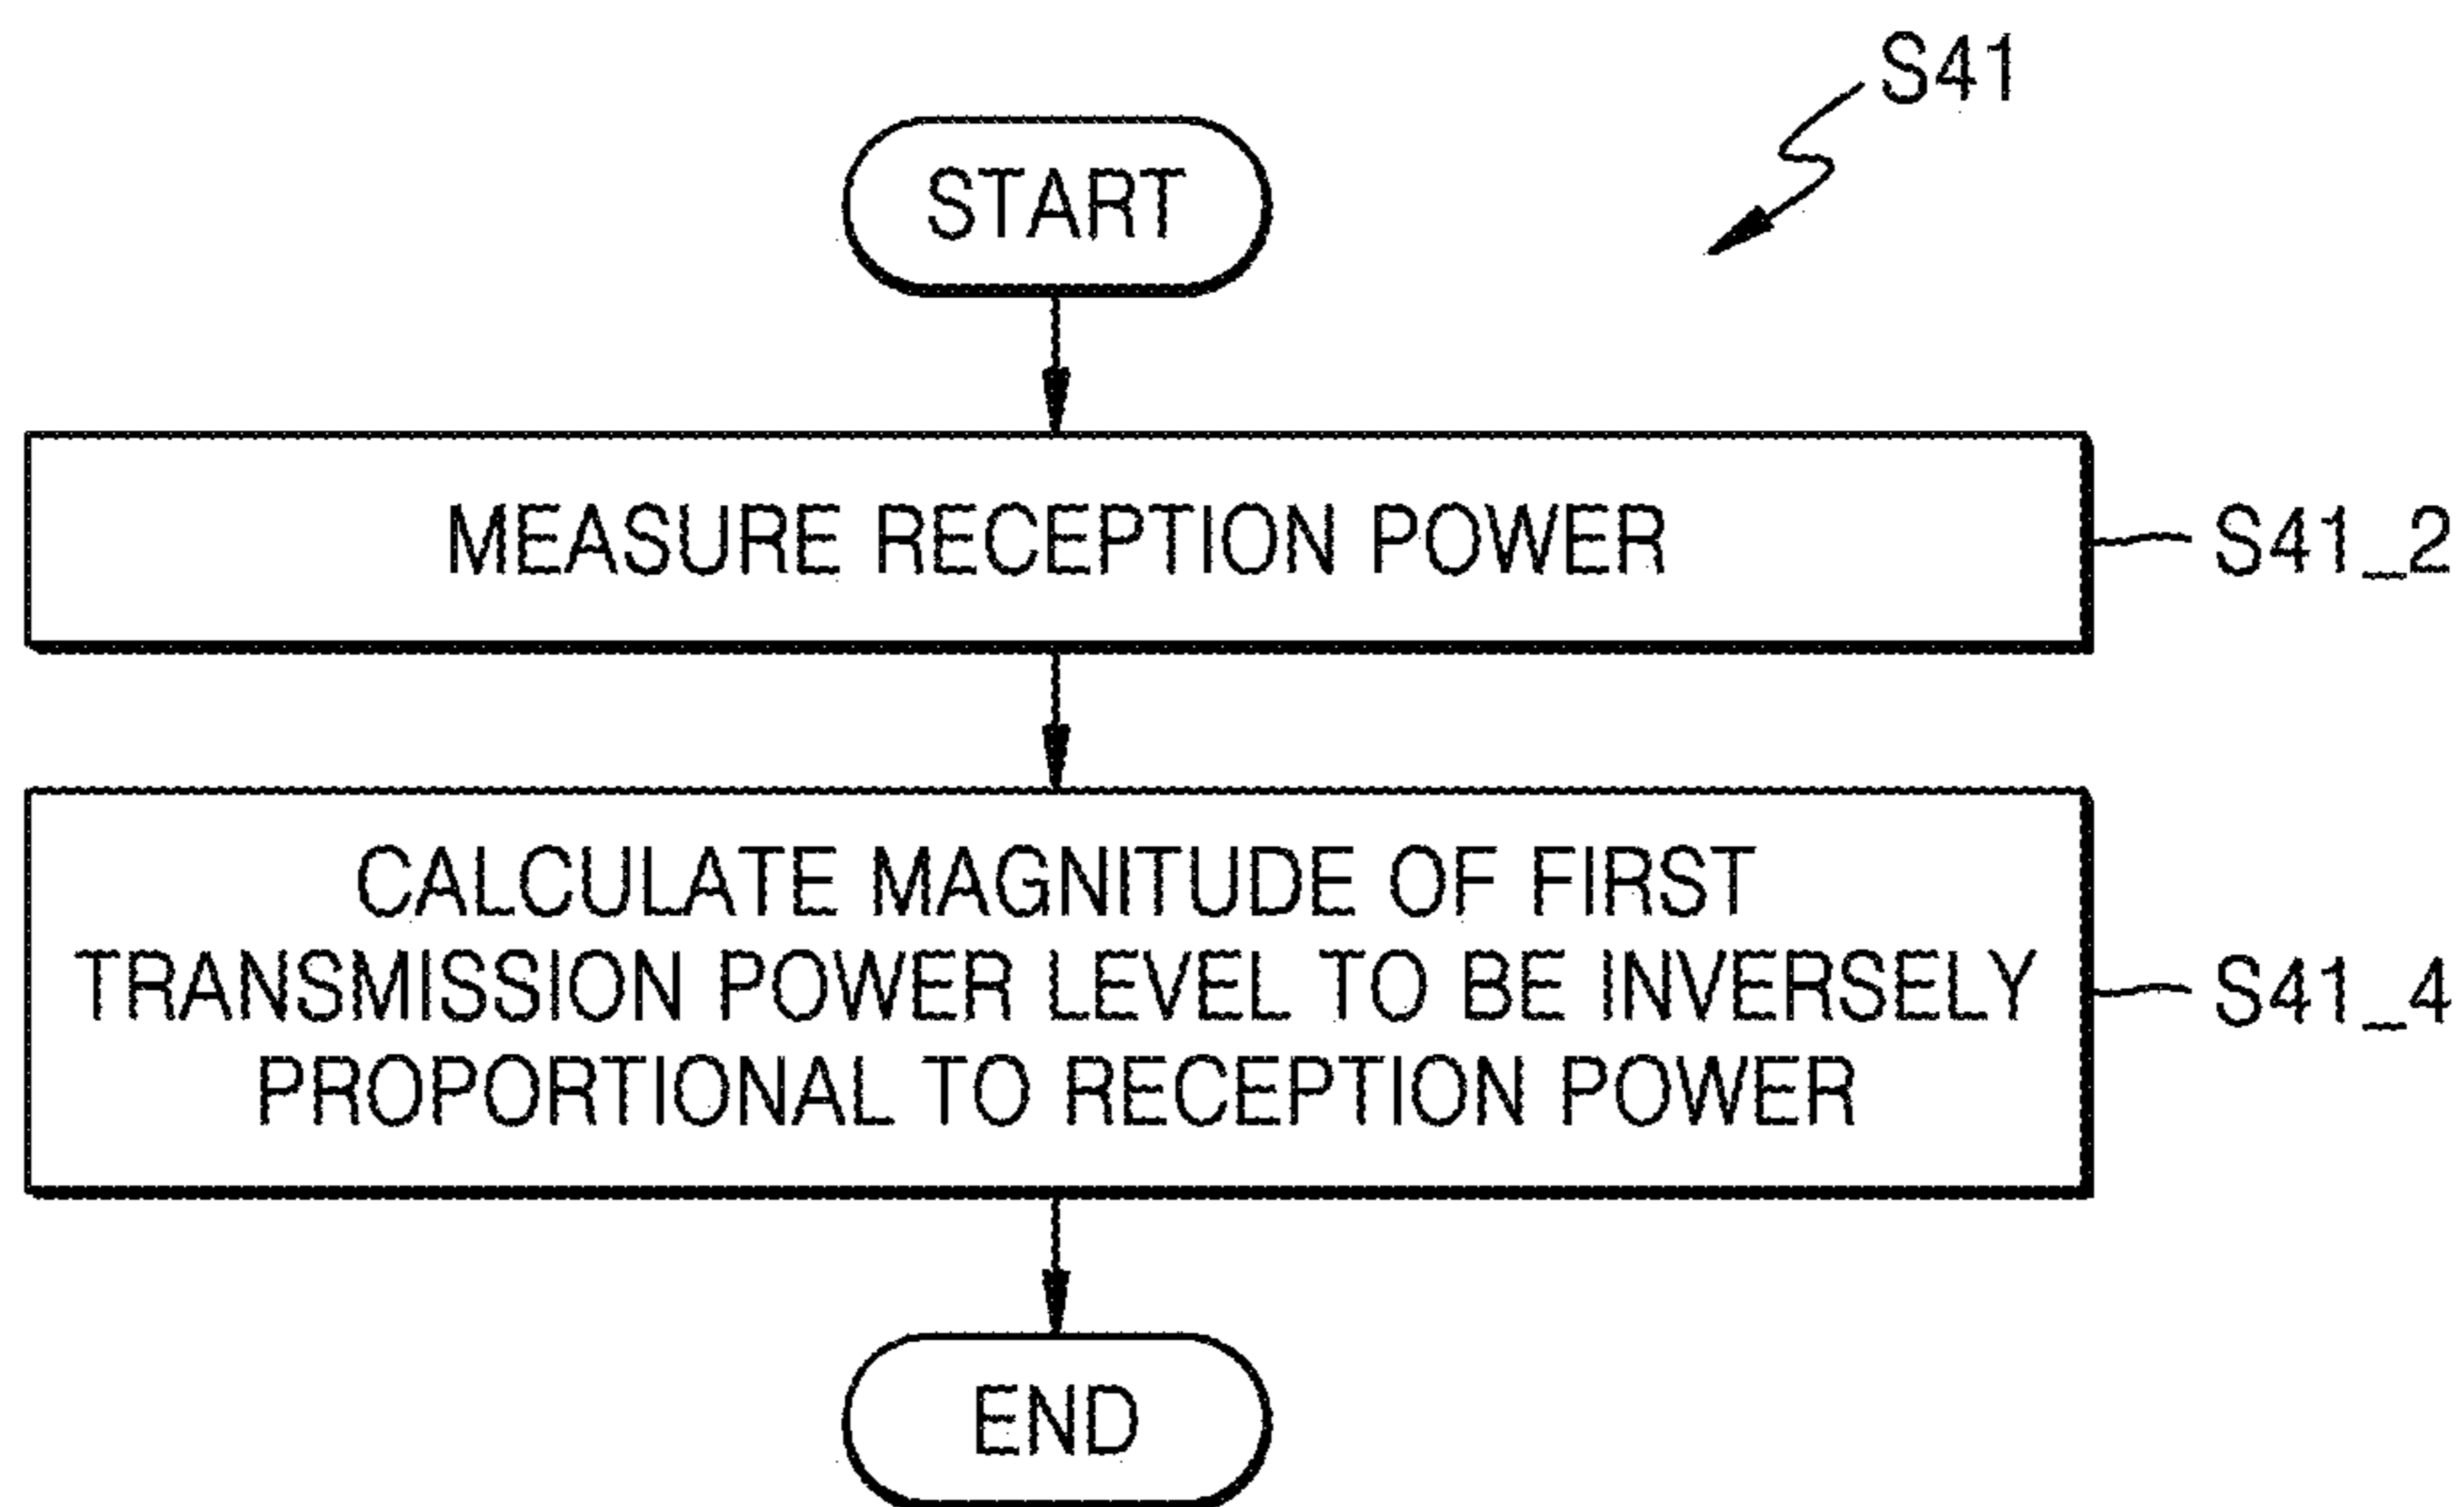 S41
START
MEASURE RECEPTION POWER
S41_2
CALCULATE MAGNITUDE OF FIRST
TRANSMISSION POWER LEVEL TO BE INVERSELY
PROPORTIONAL TO RECEPTION POWER
S41_4
END